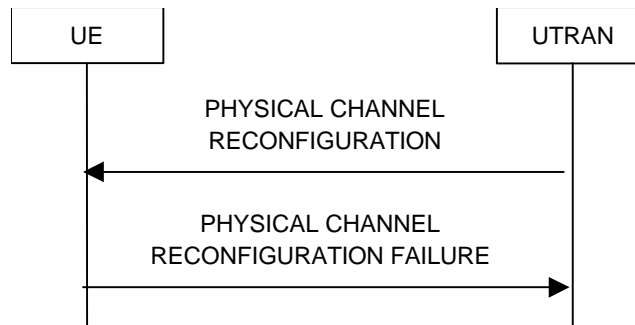 UE
UTRAN
PHYSICAL CHANNEL
RECONFIGURATION
PHYSICAL CHANNEL
RECONFIGURATION FAILURE